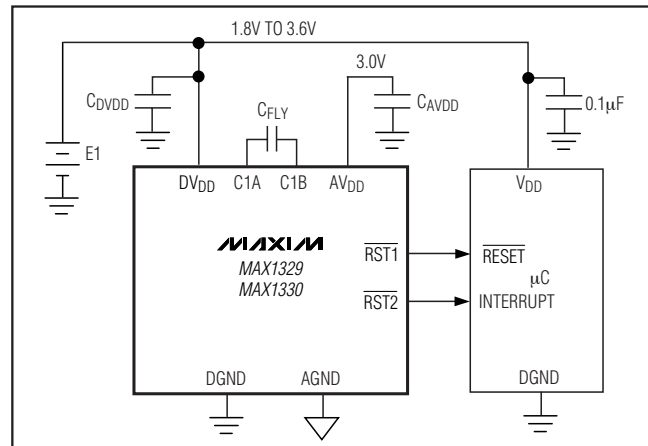 1.8V TO 3.6V
3.0V
CDVDD
CFLY
CAVDD
0.1μF
E1
DVDD C1A C1B AVDD
VDD
MAXIM
MAX1329
MAX1330
RST1
RST2
RESET
μC
INTERRUPT
DGND AGND
DGND